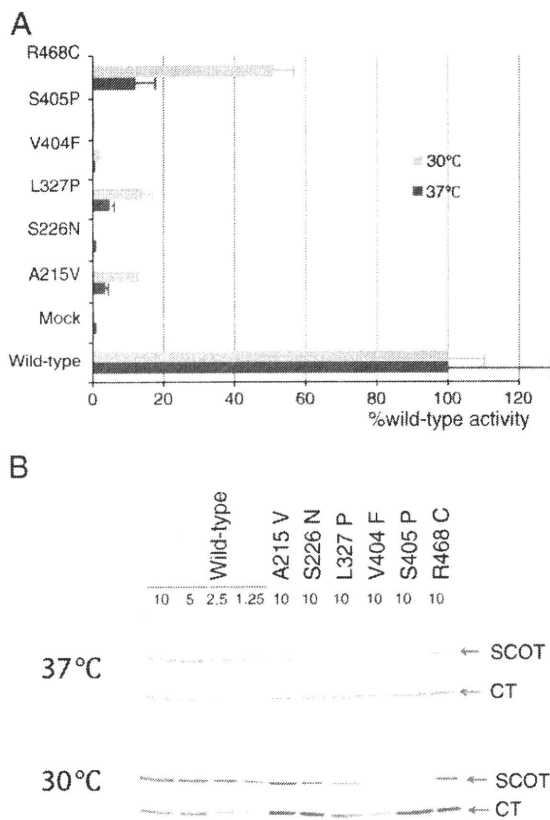 A
R468C
S405P
V404F
L327P
S226N
A215V
Mock
Wild-type
30°C
37°C
0 20 40 60 80 100 120
%wild-type activity
B
Wild-type A215 V S226 N L327 P V404 F S405 P R468 C
10 5 2.5 1.25 10 10 10 10 10 10
37°C
SCOT
CT
30°C
SCOT
CT